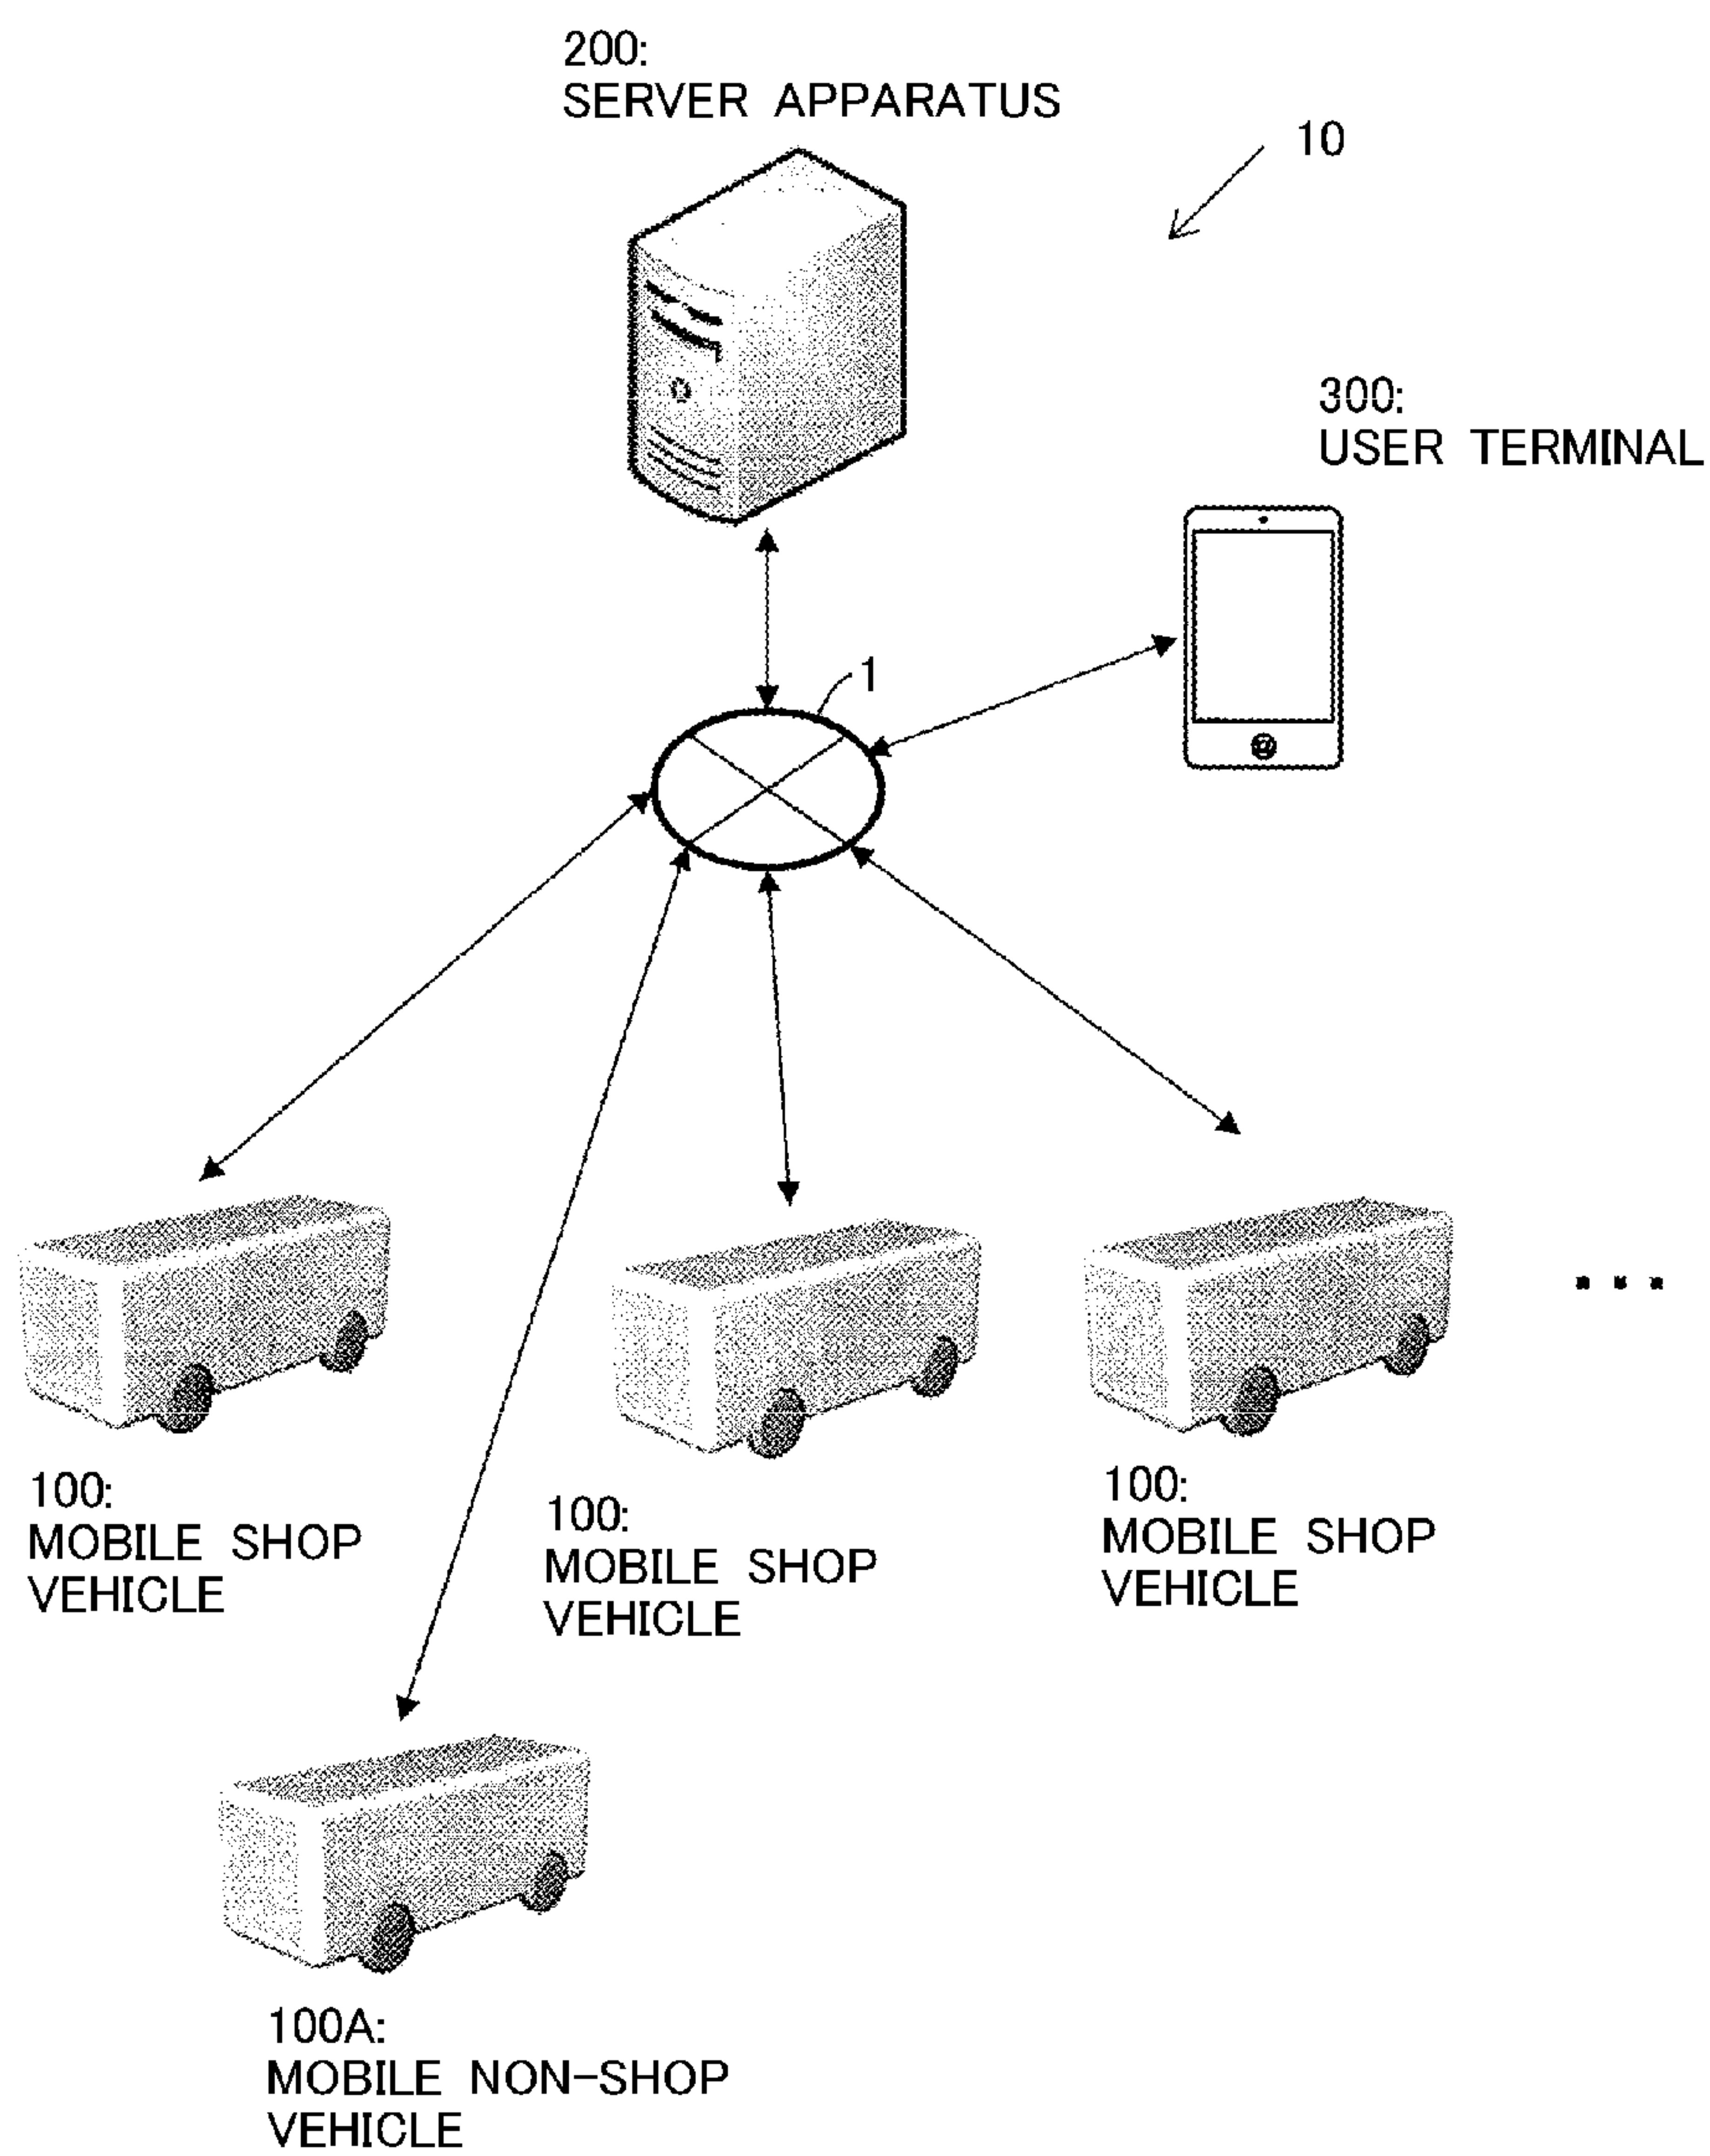 200:
SERVER APPARATUS
10
300:
USER TERMINAL
1
100:
MOBILE SHOP
VEHICLE
100:
MOBILE SHOP
VEHICLE
100:
MOBILE SHOP
VEHICLE
...
100A:
MOBILE NON-SHOP
VEHICLE